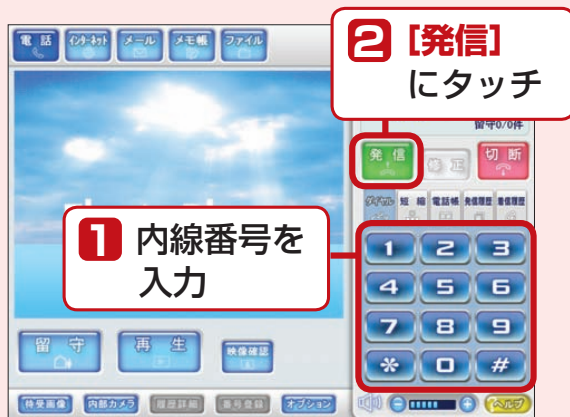 電話 インターネット メール メモ帳 ファイル
2 [発信]
にタッチ
留守0/0件
発信 修正 切断
ダイヤル 短縮 電話帳 発信履歴 着信履歴
1 内線番号を
入力
1 2 3
4 5 6
7 8 9
* 0 #
留守 再生 映像確認
待受画像 内部カメラ 履歴詳細 番号登録 オプション ヘルプ